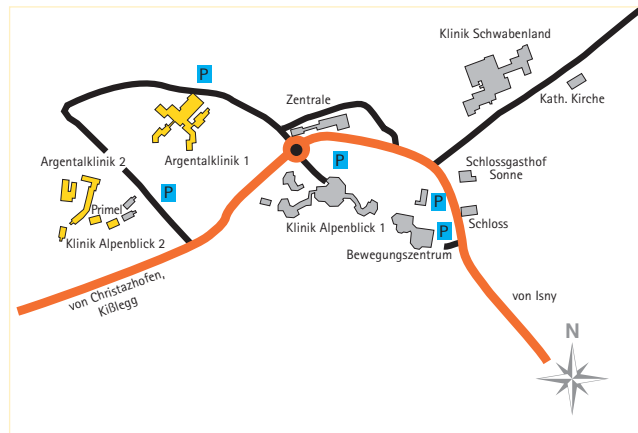 Klinik Schwabenland
P
Zentrale
Kath. Kirche
Argentalklinik 2
Argentalklinik 1
P
Schlossgasthof
Sonne
P
Primel
P
Klinik Alpenblick 1
Schloss
Klinik Alpenblick 2
P
Bewegungszentrum
von Christazhofen,
Kißlegg
von Isny
N